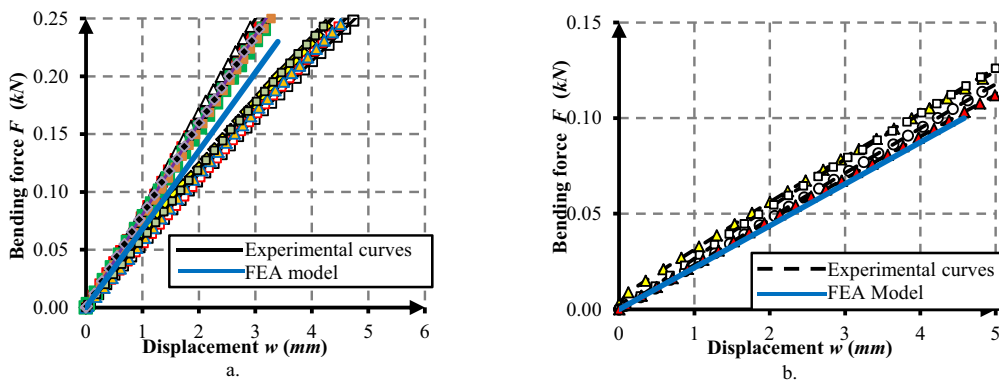 Bending force F (kN)
0.25
0.20
0.15
0.10
0.05
0.00
Experimental curves
FEA model
0 1 2 3 4 5 6
Displacement w (mm)
a.
Bending force F (kN)
0.15
0.10
0.05
0.00
Experimental curves
FEA Model
0 1 2 3 4 5
Displacement w (mm)
b.